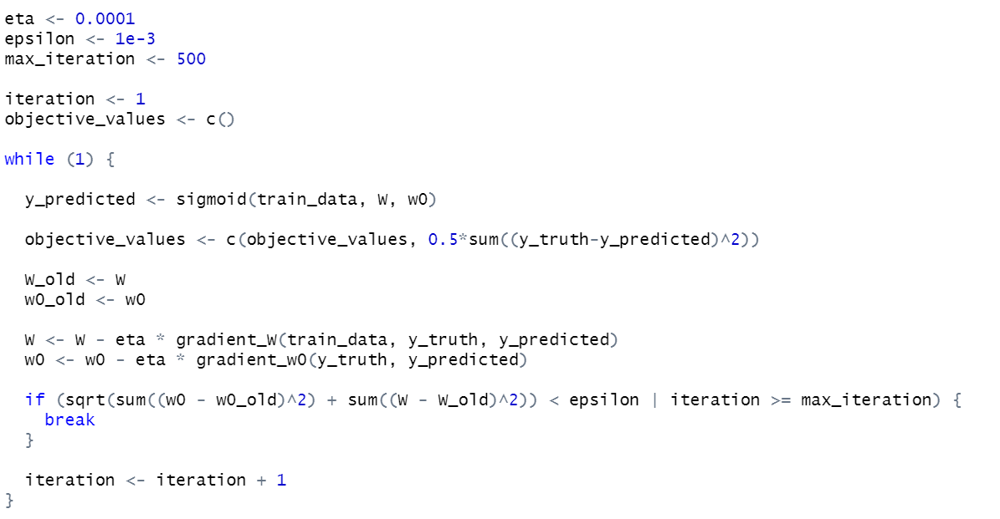 eta <- 0.0001
epsilon <- 1e-3
max_iteration <- 500
iteration <- 1
objective_values <- c()
while (1) {
y_predicted <- sigmoid(train_data, W, w0)
objective_values <- c(objective_values, 0.5*sum((y_truth-y_predicted)^2))
W_old <- W
w0_old <- w0
W <- W - eta * gradient_W(train_data, y_truth, y_predicted)
w0 <- w0 - eta * gradient_w0(y_truth, y_predicted)
if (sqrt(sum((w0 - w0_old)^2) + sum((W - W_old)^2)) < epsilon | iteration >= max_iteration) {
break
}
iteration <- iteration + 1
}